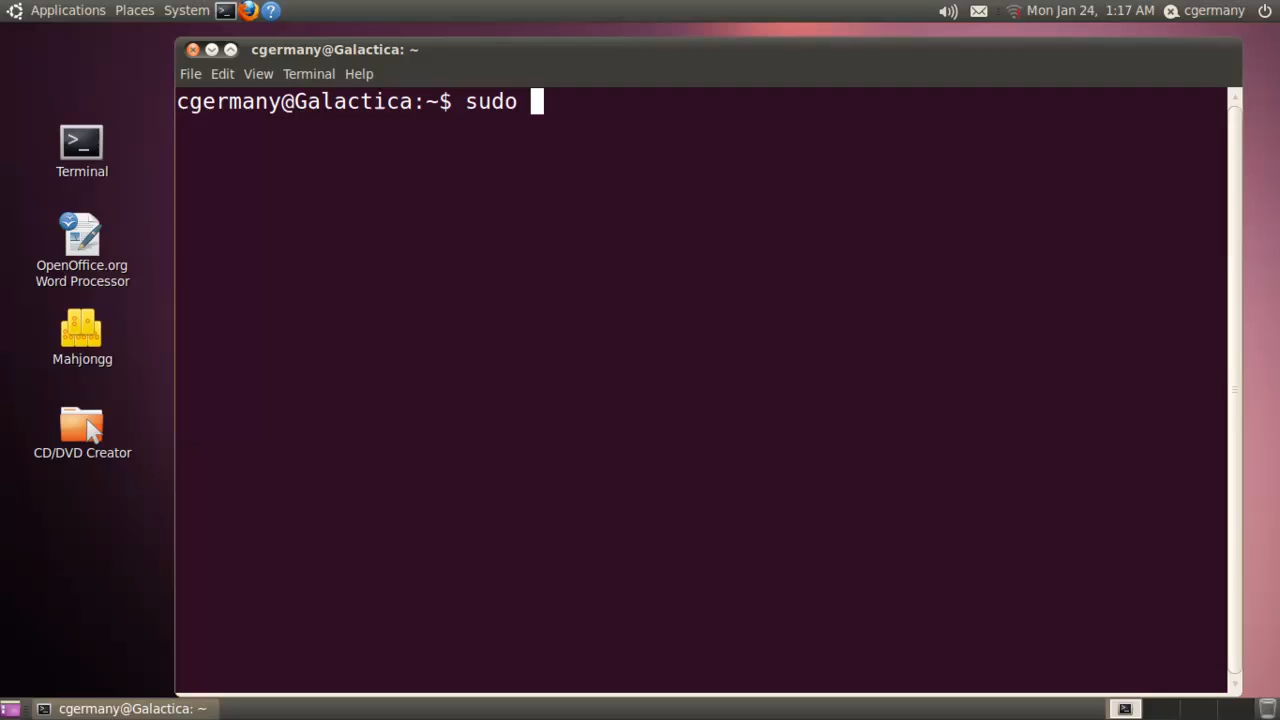 Applications Places System
Mon Jan 24, 1:17 AM cgermany
cgermany@Galactica: ~
File Edit View Terminal Help
cgermany@Galactica:~$ sudo
Terminal
OpenOffice.org
Word Processor
Mahjongg
CD/DVD Creator
cgermany@Galactica: ~